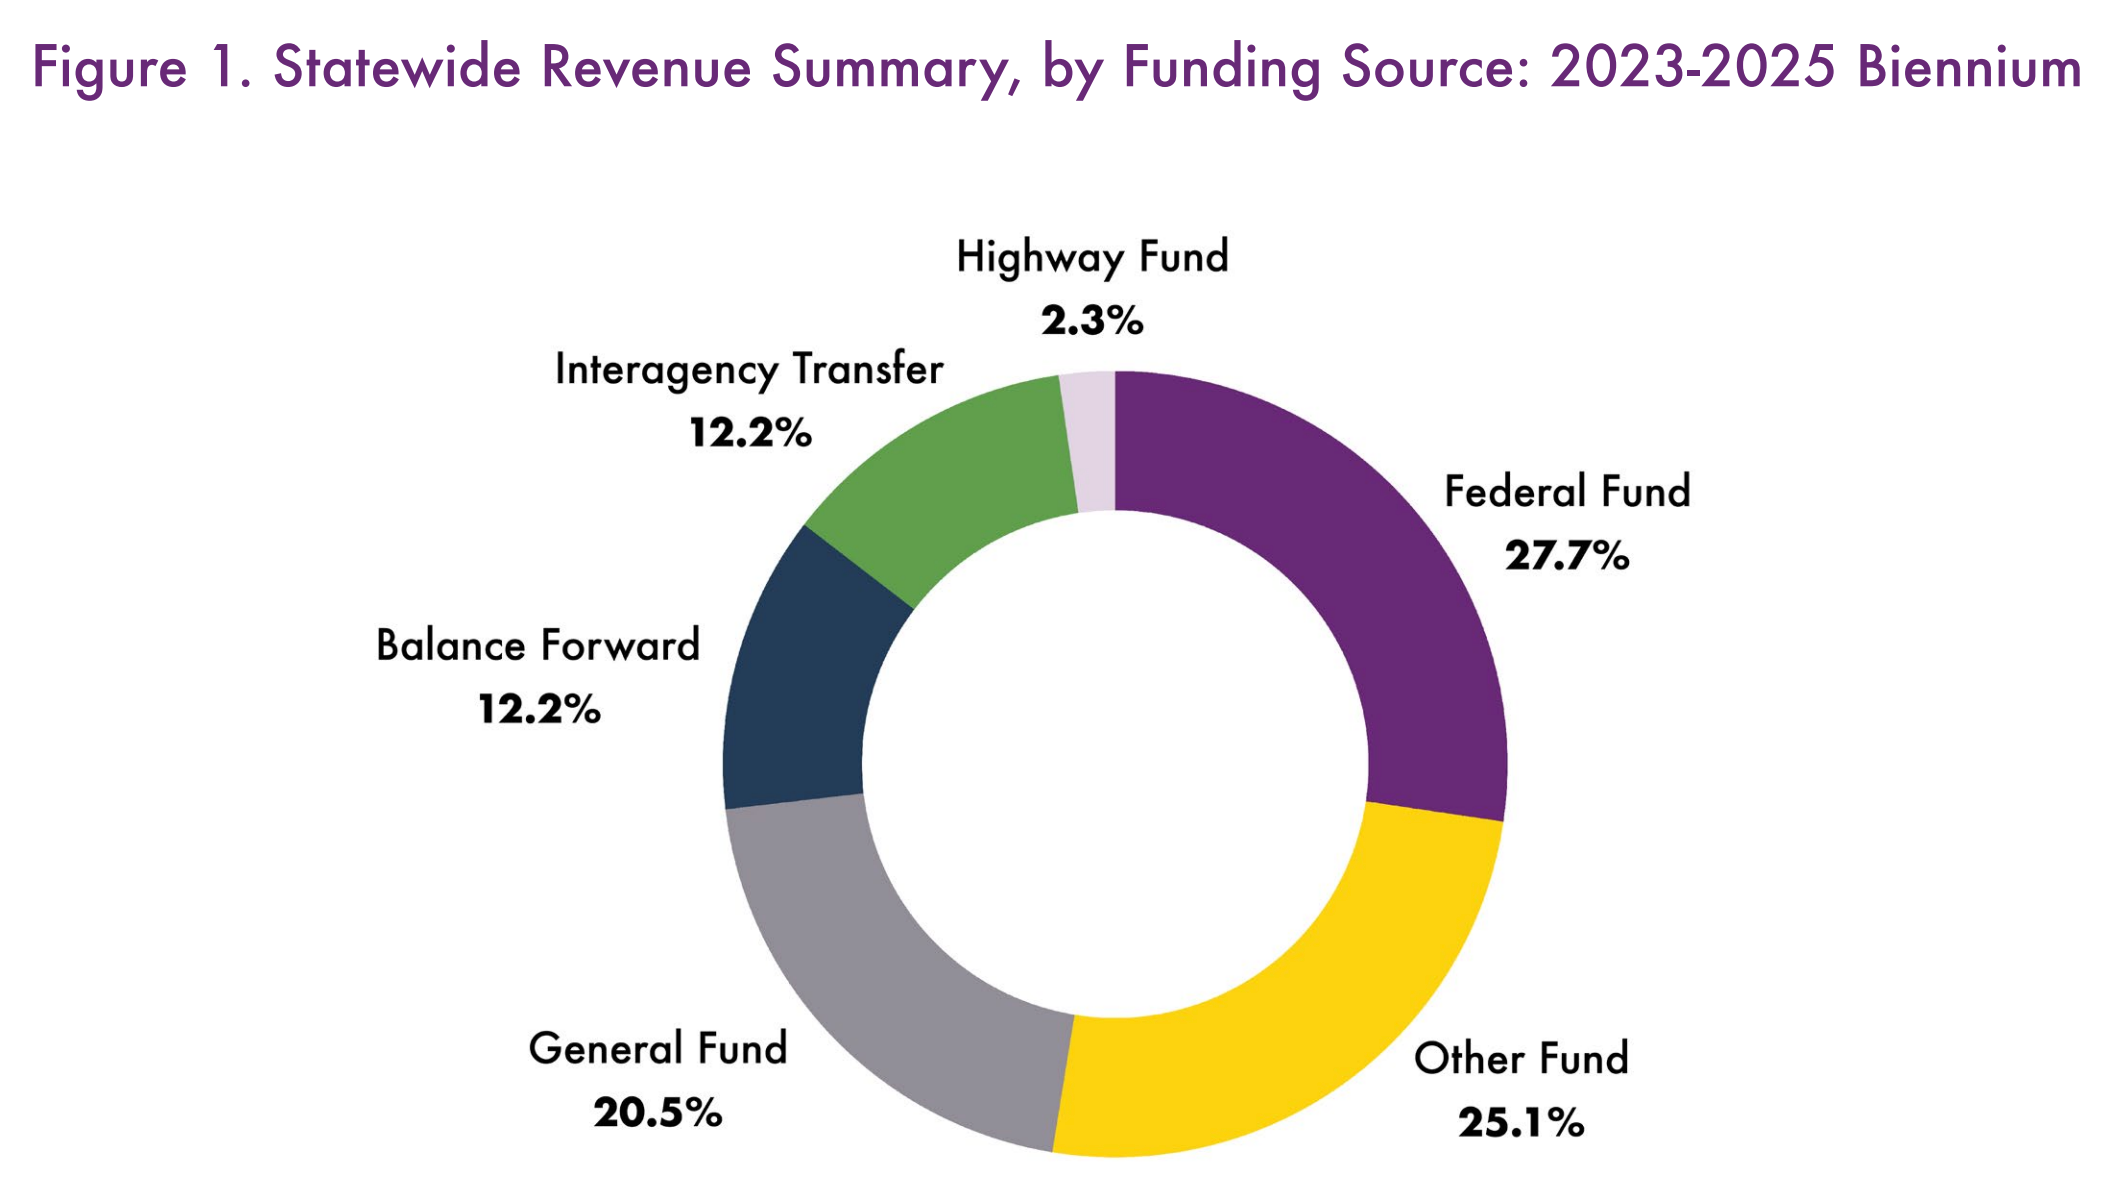 Figure 1. Statewide Revenue Summary, by Funding Source: 2023-2025 Biennium
Highway Fund
2.3%
Interagency Transfer
12.2%
Federal Fund
27.7%
Balance Forward
12.2%
General Fund
20.5%
Other Fund
25.1%